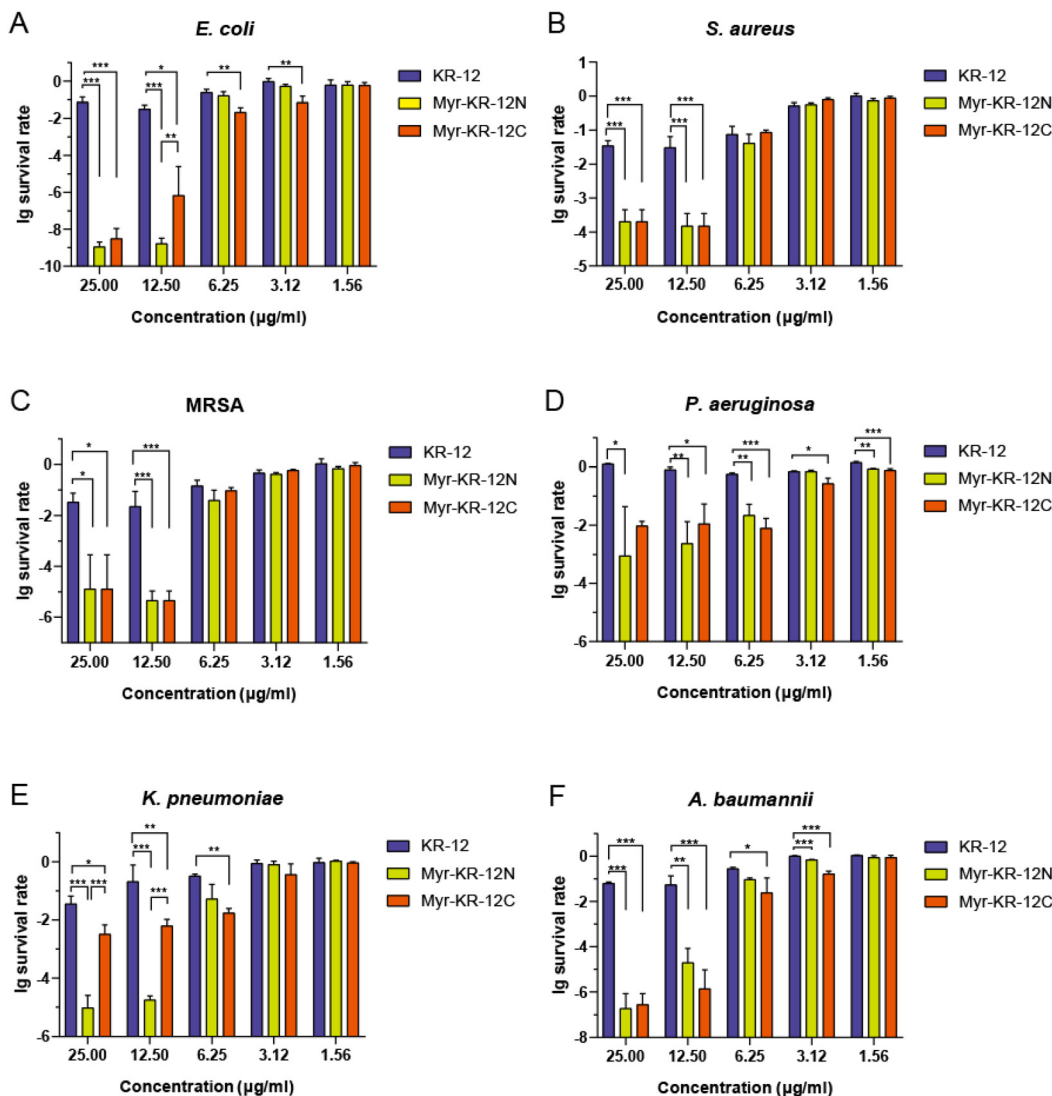 A
E. coli
*** *** * *** ** ** **
lg survival rate
0
-2
-4
-6
-8
-10
25.00 12.50 6.25 3.12 1.56
Concentration (µg/ml)
KR-12
Myr-KR-12N
Myr-KR-12C
B
S. aureus
*** *** *** ***
lg survival rate
1
0
-1
-2
-3
-4
-5
25.00 12.50 6.25 3.12 1.56
Concentration (µg/ml)
KR-12
Myr-KR-12N
Myr-KR-12C
C
MRSA
* * *** ***
lg survival rate
0
-2
-4
-6
25.00 12.50 6.25 3.12 1.56
Concentration (µg/ml)
KR-12
Myr-KR-12N
Myr-KR-12C
D
P. aeruginosa
* * ** *** ** * *** **
lg survival rate
0
-2
-4
-6
25.00 12.50 6.25 3.12 1.56
Concentration (µg/ml)
KR-12
Myr-KR-12N
Myr-KR-12C
E
K. pneumoniae
* *** *** ** *** *** **
lg survival rate
0
-2
-4
-6
25.00 12.50 6.25 3.12 1.56
Concentration (µg/ml)
KR-12
Myr-KR-12N
Myr-KR-12C
F
A. baumannii
*** *** *** ** * *** ***
lg survival rate
0
-2
-4
-6
-8
25.00 12.50 6.25 3.12 1.56
Concentration (µg/ml)
KR-12
Myr-KR-12N
Myr-KR-12C